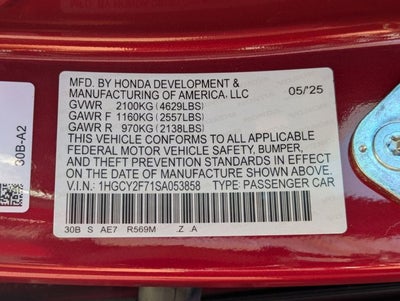 MFD. BY HONDA DEVELOPMENT &
MANUFACTURING OF AMERICA, LLC 05/'25
GVWR 2100KG (4629LBS)
GAWR F 1160KG (2557LBS)
GAWR R 970KG (2138LBS)
THIS VEHICLE CONFORMS TO ALL APPLICABLE
FEDERAL MOTOR VEHICLE SAFETY, BUMPER,
AND THEFT PREVENTION STANDARDS IN EFFECT
ON THE DATE OF MANUFACTURE SHOWN ABOVE.
V.I.N.: 1HGCY2F71SA053858 TYPE: PASSENGER CAR
30B S AE7 R569M .Z .A
30B-A2